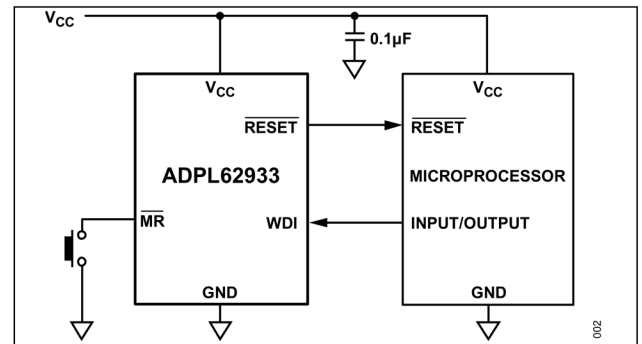 VCC
0.1µF
VCC
VCC
RESET
RESET
ADPL62933
MICROPROCESSOR
MR
WDI
INPUT/OUTPUT
GND
GND
002